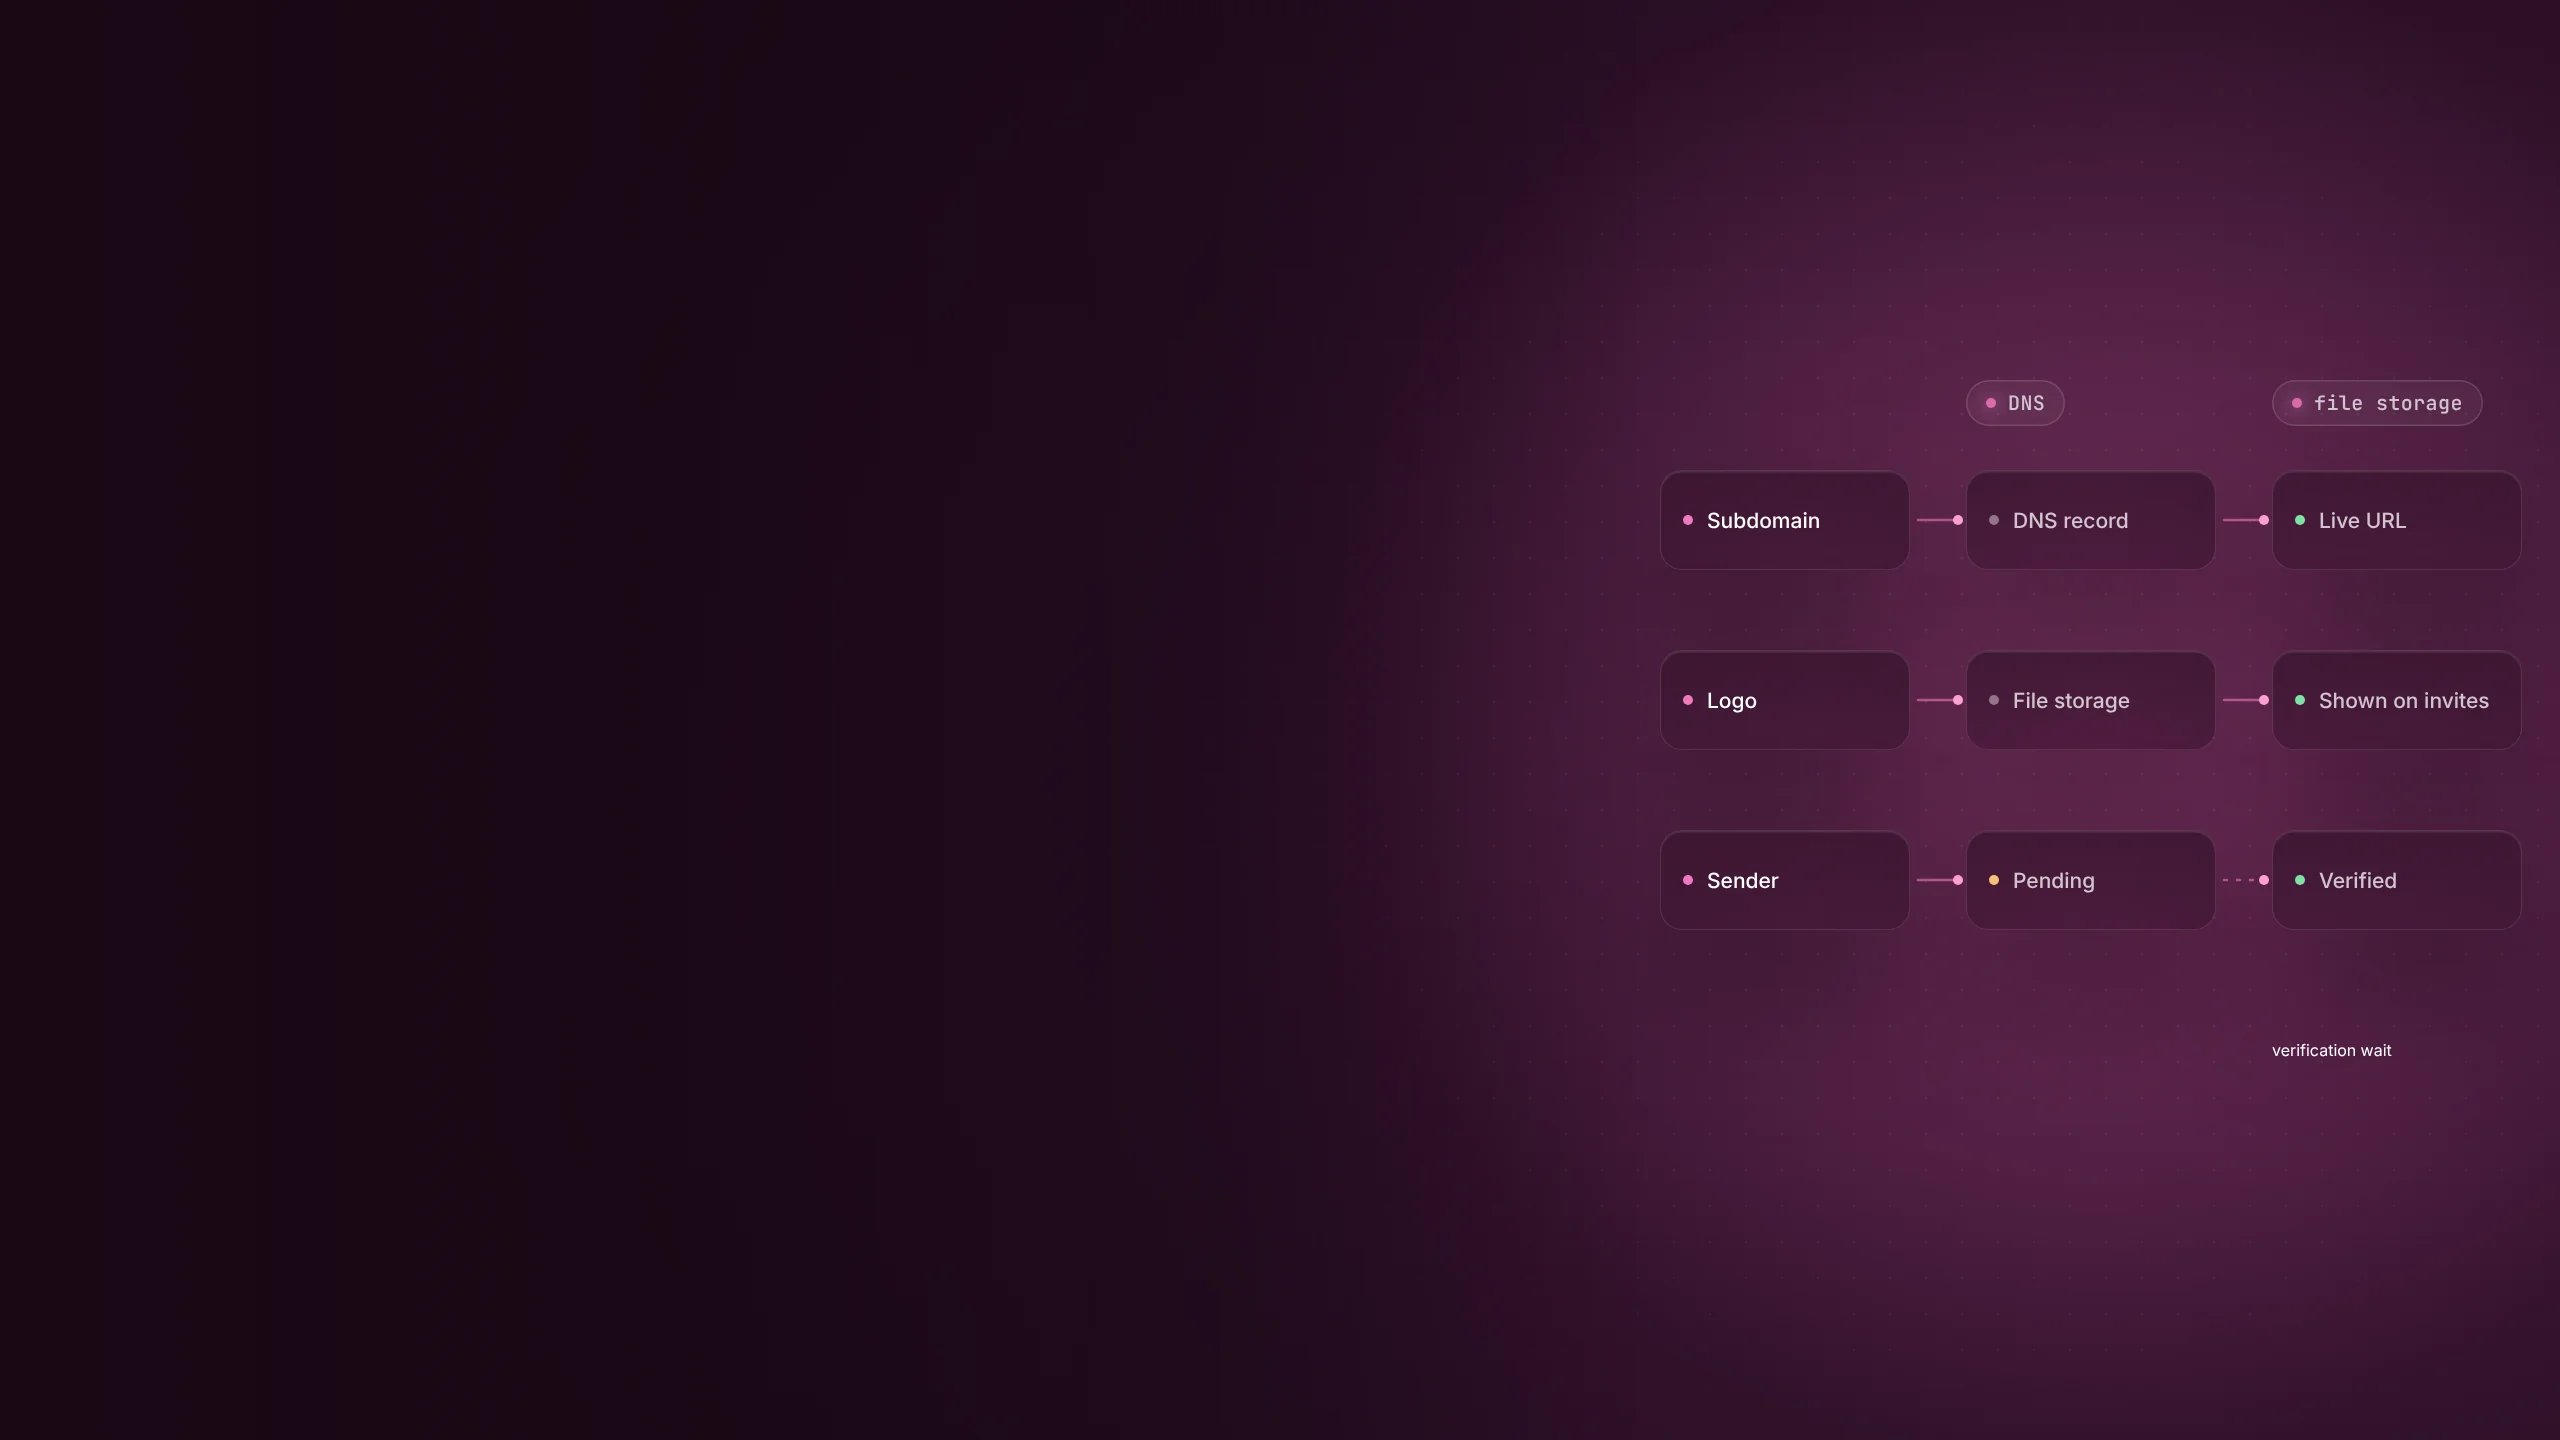 DNS
file storage
Subdomain
DNS record
Live URL
Logo
File storage
Shown on invites
Sender
Pending
Verified
verification wait